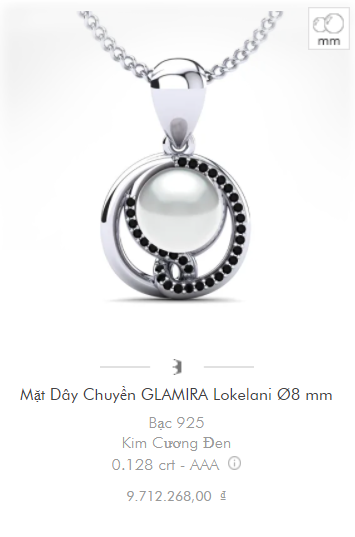 mm
Mặt Dây Chuyền GLAMIRA Lokelani Ø8 mm
Bạc 925
Kim Cương Đen
0.128 crt - AAA
9.712.268,00 ₫